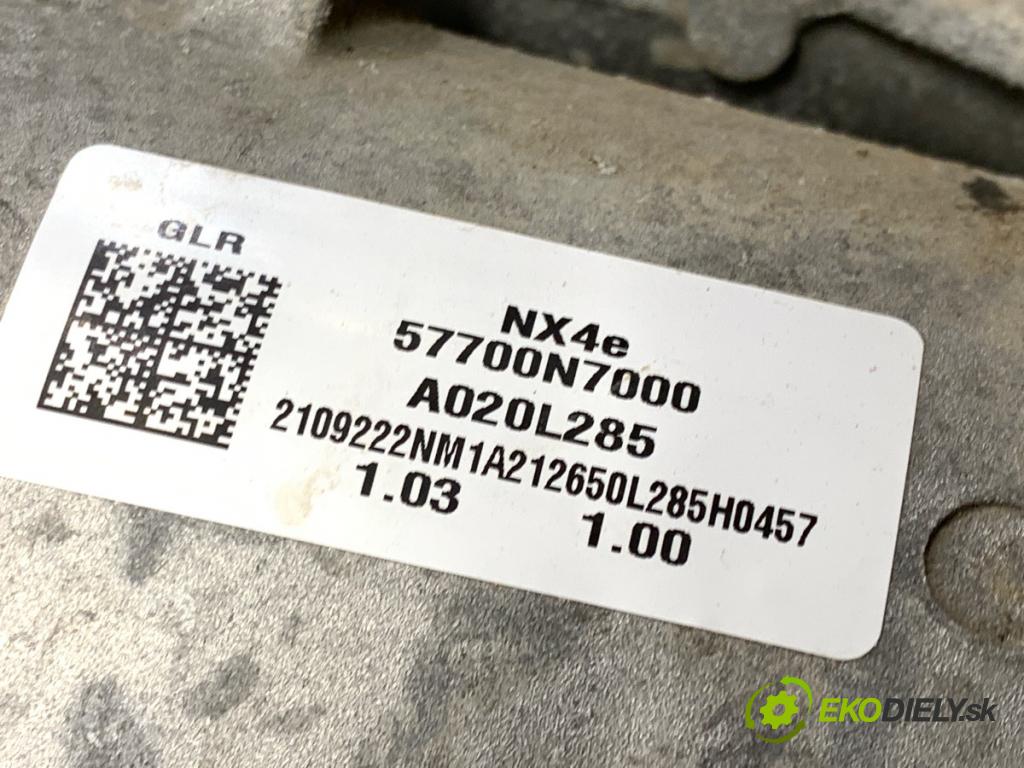 GLR
NX4e
57700N7000
A020L285
2109222NM1A212650L285H0457
1.03 1.00
EKODIELY.sk